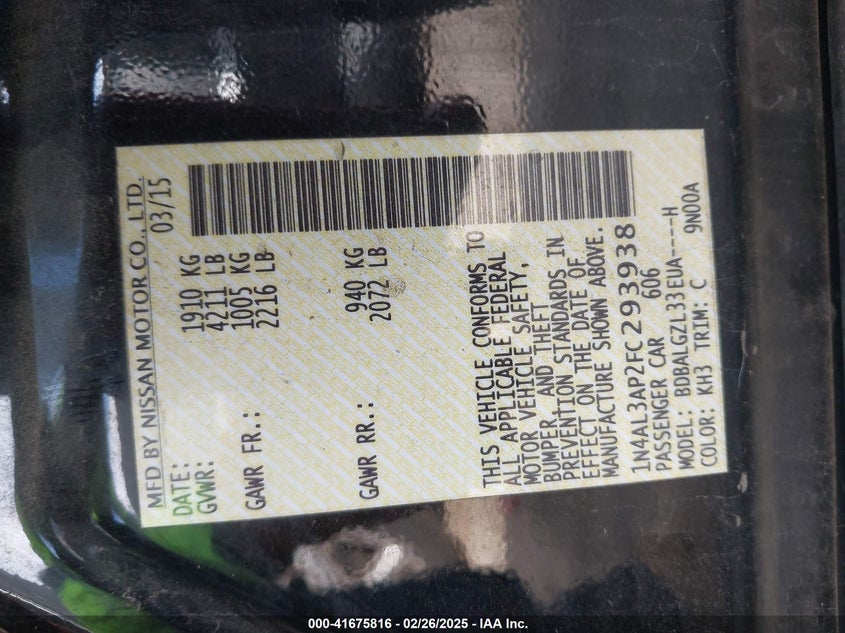 MFD BY NISSAN MOTOR CO., LTD.
DATE: 03/15
GVWR: 1910 KG
4211 LB
GAWR FR.: 1005 KG
2216 LB
GAWR RR.: 940 KG
2072 LB
THIS VEHICLE CONFORMS TO
ALL APPLICABLE FEDERAL
MOTOR VEHICLE SAFETY,
BUMPER, AND THEFT
PREVENTION STANDARDS IN
EFFECT ON THE DATE OF
MANUFACTURE SHOWN ABOVE.
1N4AL3AP2FC293938
PASSENGER CAR 606
MODEL: BDBALGZL33EUA----H
COLOR: KH3 TRIM: C 9N00A
000-41675816 - 02/26/2025 - IAA Inc.